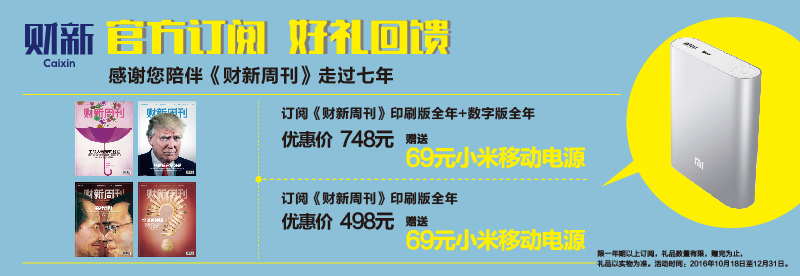 财新
Caixin
官方订阅 好礼回馈
感谢您陪伴《财新周刊》走过七年
财新周刊
财新周刊
财新周刊
财新周刊
订阅《财新周刊》印刷版全年+数字版全年
优惠价 748元 赠送
69元小米移动电源
订阅《财新周刊》印刷版全年
优惠价 498元 赠送
69元小米移动电源
mi
限一年期以上订阅，礼品数量有限，赠完为止，
礼品以实物为准。活动时间：2016年10月18日至12月31日。